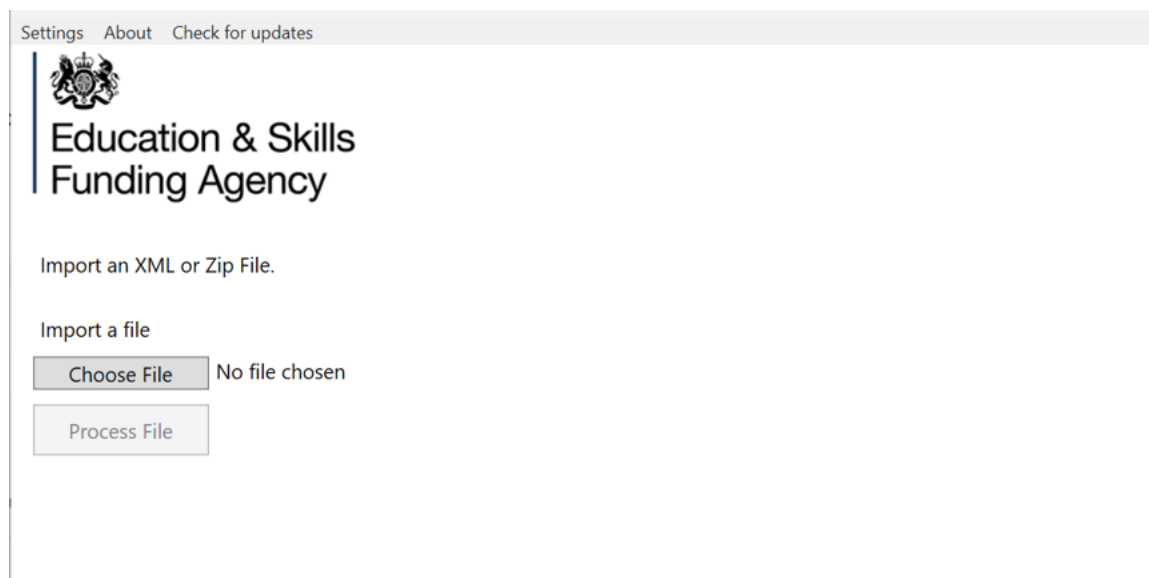 Settings About Check for updates
Education & Skills
Funding Agency
Import an XML or Zip File.
Import a file
Choose File No file chosen
Process File